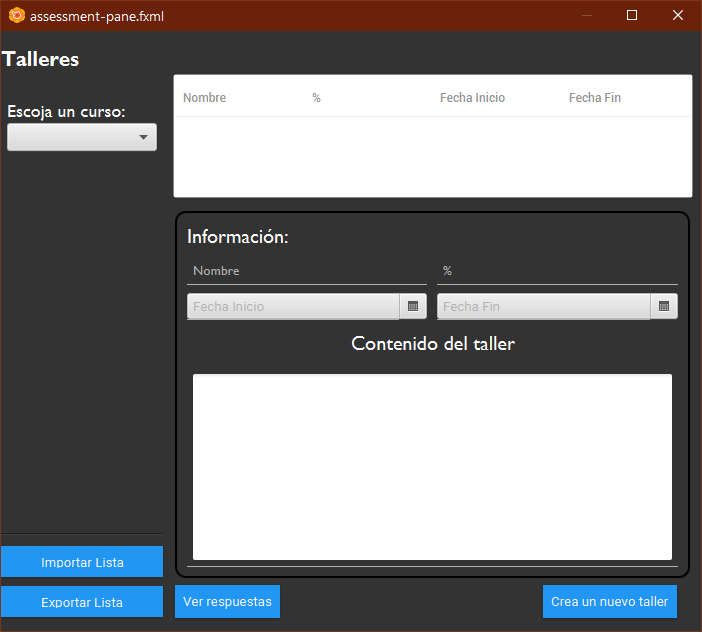 assessment-pane.fxml
Talleres
Escoja un curso:
Nombre % Fecha Inicio Fecha Fin
Información:
Nombre %
Fecha Inicio Fecha Fin
Contenido del taller
Importar Lista
Exportar Lista
Ver respuestas Crea un nuevo taller